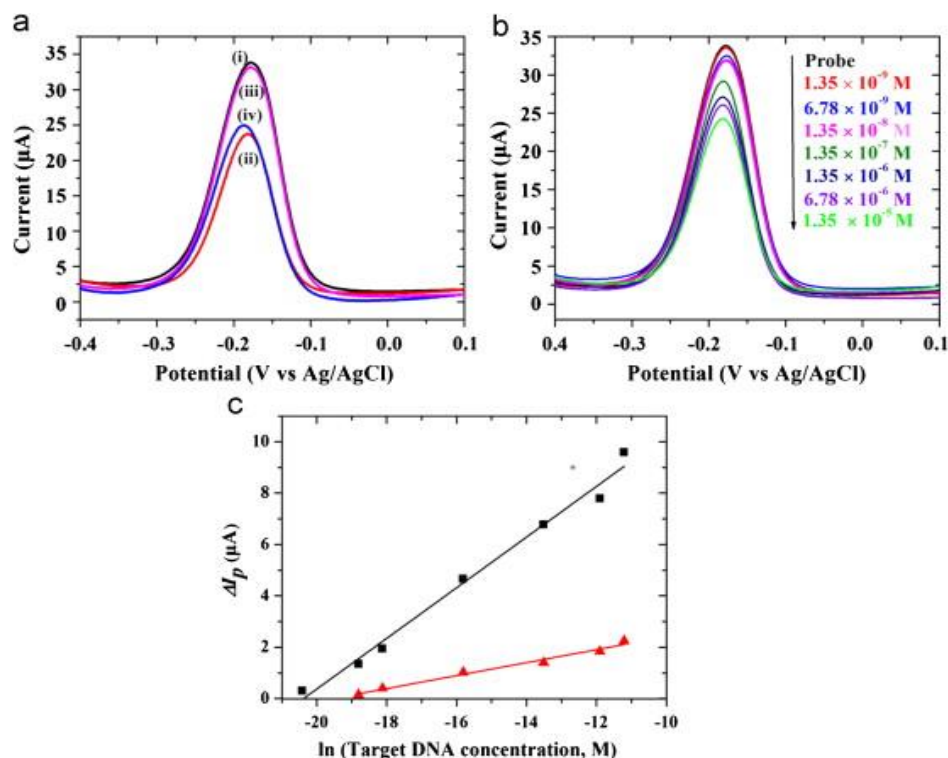 a
(i)
(iii)
(iv)
(ii)
35
30
25
20
15
10
5
0
Current (µA)
-0.4 -0.3 -0.2 -0.1 0.0 0.1
Potential (V vs Ag/AgCl)
b
Probe
1.35 × 10⁻⁹ M
6.78 × 10⁻⁹ M
1.35 × 10⁻⁸ M
1.35 × 10⁻⁷ M
1.35 × 10⁻⁶ M
6.78 × 10⁻⁶ M
1.35 × 10⁻⁵ M
35
30
25
20
15
10
5
0
Current (µA)
-0.4 -0.3 -0.2 -0.1 0.0 0.1
Potential (V vs Ag/AgCl)
c
10
8
6
4
2
0
ΔIp (µA)
-20 -18 -16 -14 -12 -10
ln (Target DNA concentration, M)